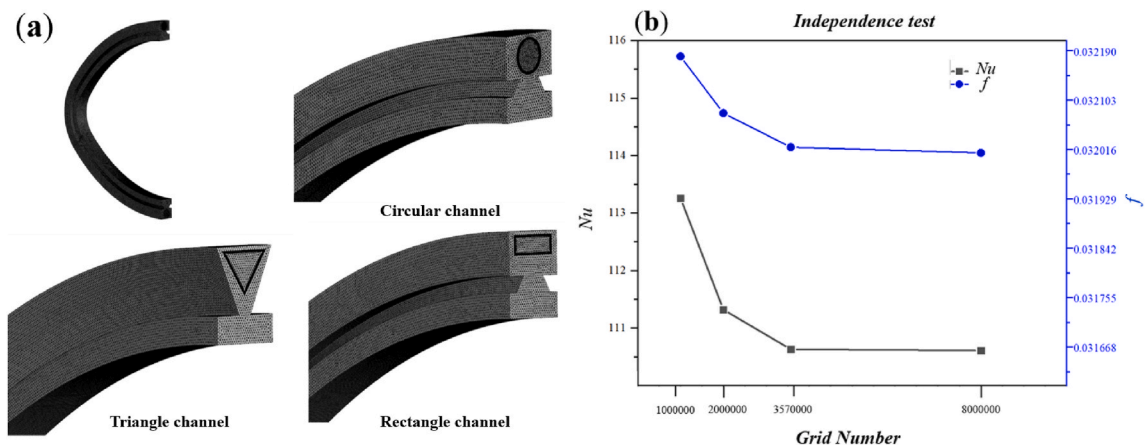 (a)
Circular channel
Triangle channel
Rectangle channel
(b)
Independence test
116
115
114
113
112
111
Nu
Nu
f
0.032190
0.032103
0.032016
0.031929
0.031842
0.031755
0.031668
f
1000000
2000000
3570000
8000000
Grid Number